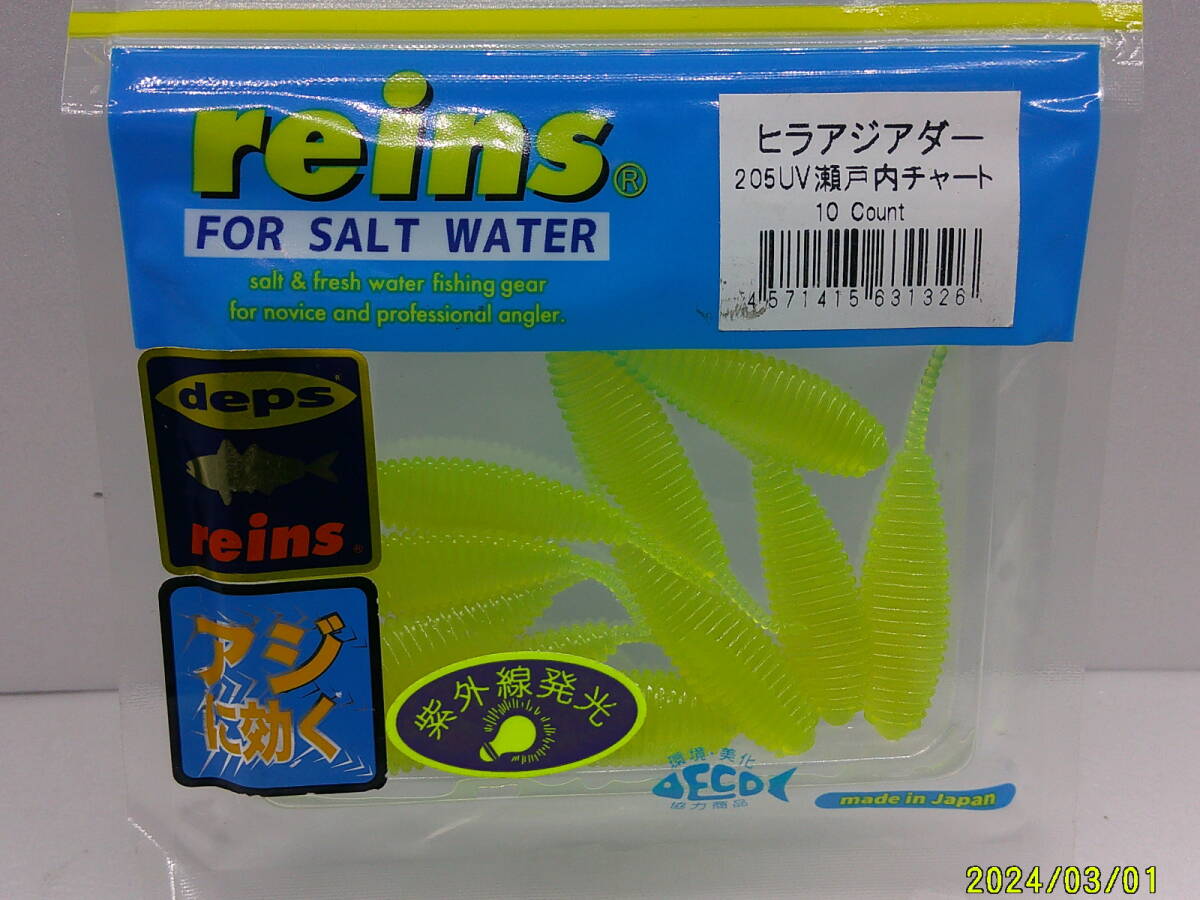 reins®
FOR SALT WATER
salt & fresh water fishing gear
for novice and professional angler.
ヒラアジアダー
205UV瀬戸内チャート
10 Count
4571415631326
deps
reins®
アジ
に効く
紫外線発光
環境・美化
ECO
協力商品
made in Japan
2024/03/01